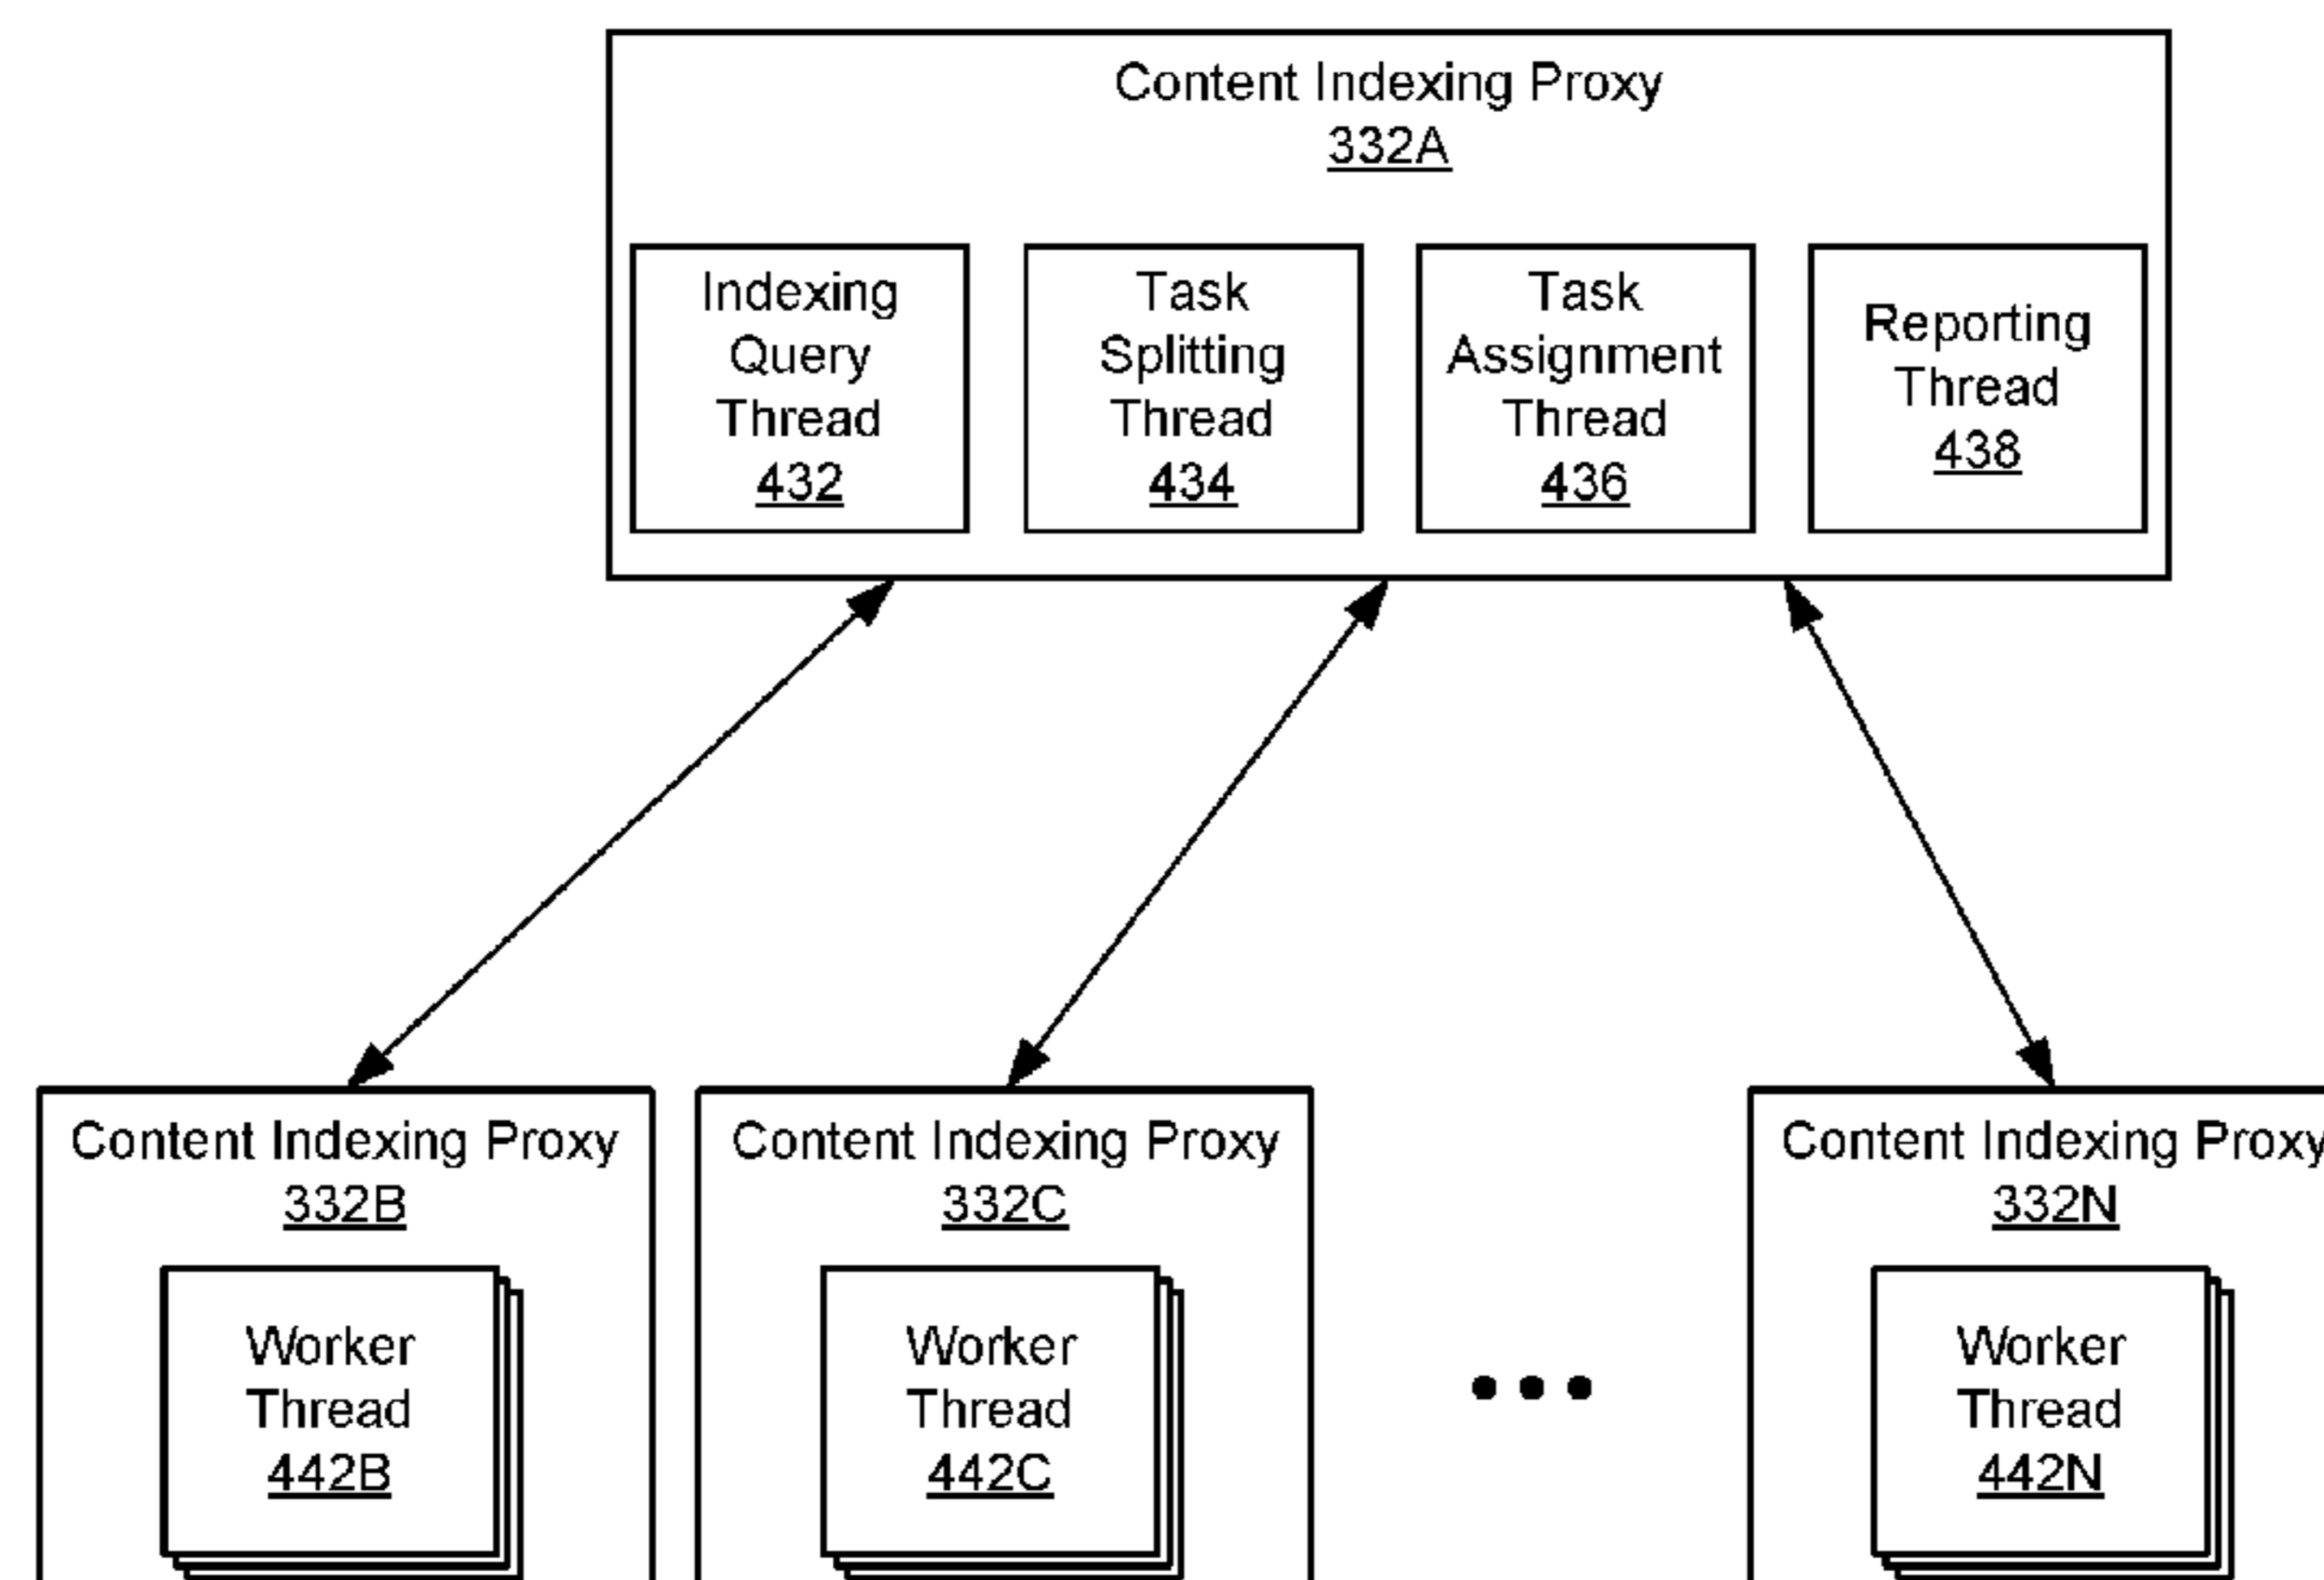 Content Indexing Proxy
332A
Indexing
Query
Thread
432
Task
Splitting
Thread
434
Task
Assignment
Thread
436
Reporting
Thread
438
Content Indexing Proxy
332B
Worker
Thread
442B
Content Indexing Proxy
332C
Worker
Thread
442C
Content Indexing Proxy
332N
Worker
Thread
442N